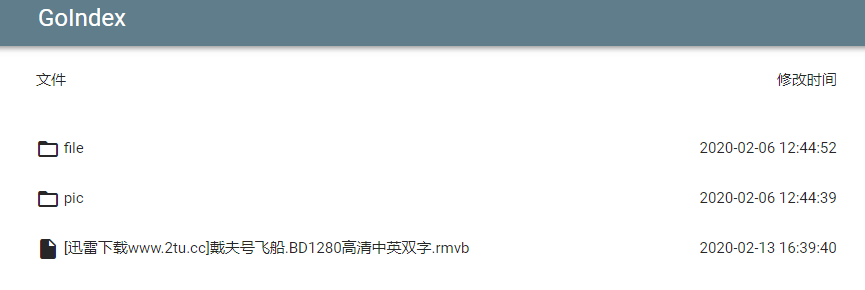 GoIndex
文件 修改时间
file 2020-02-06 12:44:52
pic 2020-02-06 12:44:39
[迅雷下载www.2tu.cc]戴夫号飞船.BD1280高清中英双字.rmvb 2020-02-13 16:39:40